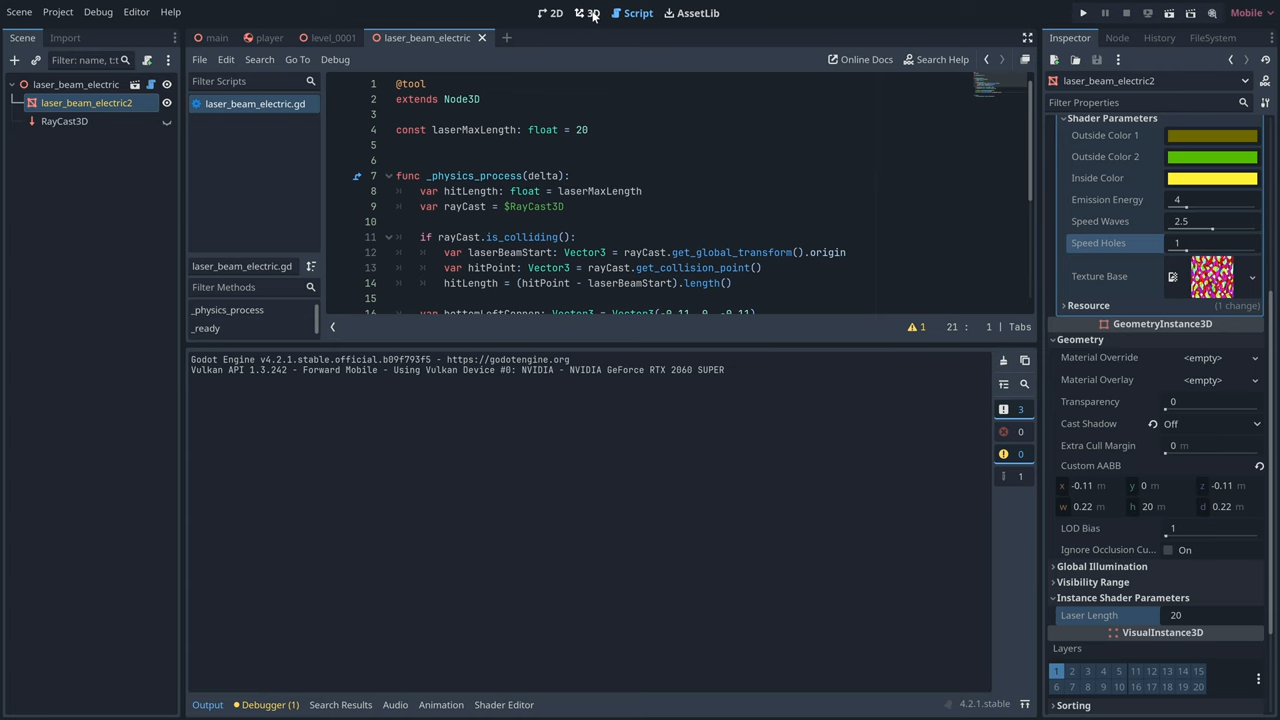 Scene Project Debug Editor Help
2D 3D Script AssetLib
Mobile
Scene Import
Filter: name, t:t
laser_beam_electric
laser_beam_electric2
RayCast3D
main player level_0001 laser_beam_electric
File Edit Search Go To Debug
Online Docs Search Help
Filter Scripts
laser_beam_electric.gd
laser_beam_electric.gd
Filter Methods
_physics_process
_ready
1 @tool
2 extends Node3D
3
4 const laserMaxLength: float = 20
5
6
7 func _physics_process(delta):
8 var hitLength: float = laserMaxLength
9 var rayCast = $RayCast3D
10
11 if rayCast.is_colliding():
12 var laserBeamStart: Vector3 = rayCast.get_global_transform().origin
13 var hitPoint: Vector3 = rayCast.get_collision_point()
14 hitLength = (hitPoint - laserBeamStart).length()
15
16 var bottomLeftCorner: Vector3 = Vector3(-0.11, 0, -0.11)
1 21 : 1 | Tabs
Godot Engine v4.2.1.stable.official.b09f793f5 - https://godotengine.org
Vulkan API 1.3.242 - Forward Mobile - Using Vulkan Device #0: NVIDIA - NVIDIA GeForce RTX 2060 SUPER
3
0
0
1
Output Debugger (1) Search Results Audio Animation Shader Editor
4.2.1.stable
Inspector Node History FileSystem
laser_beam_electric2
Filter Properties
Shader Parameters
Outside Color 1
Outside Color 2
Inside Color
Emission Energy 4
Speed Waves 2.5
Speed Holes 1
Texture Base
Resource (1 change)
GeometryInstance3D
Geometry
Material Override <empty>
Material Overlay <empty>
Transparency 0
Cast Shadow Off
Extra Cull Margin 0 m
Custom AABB
x -0.11 m y 0 m z -0.11 m
w 0.22 m h 20 m d 0.22 m
LOD Bias 1
Ignore Occlusion Cu... On
Global Illumination
Visibility Range
Instance Shader Parameters
Laser Length 20
VisualInstance3D
Layers
1 2 3 4 5 11 12 13 14 15
6 7 8 9 10 16 17 18 19 20
Sorting